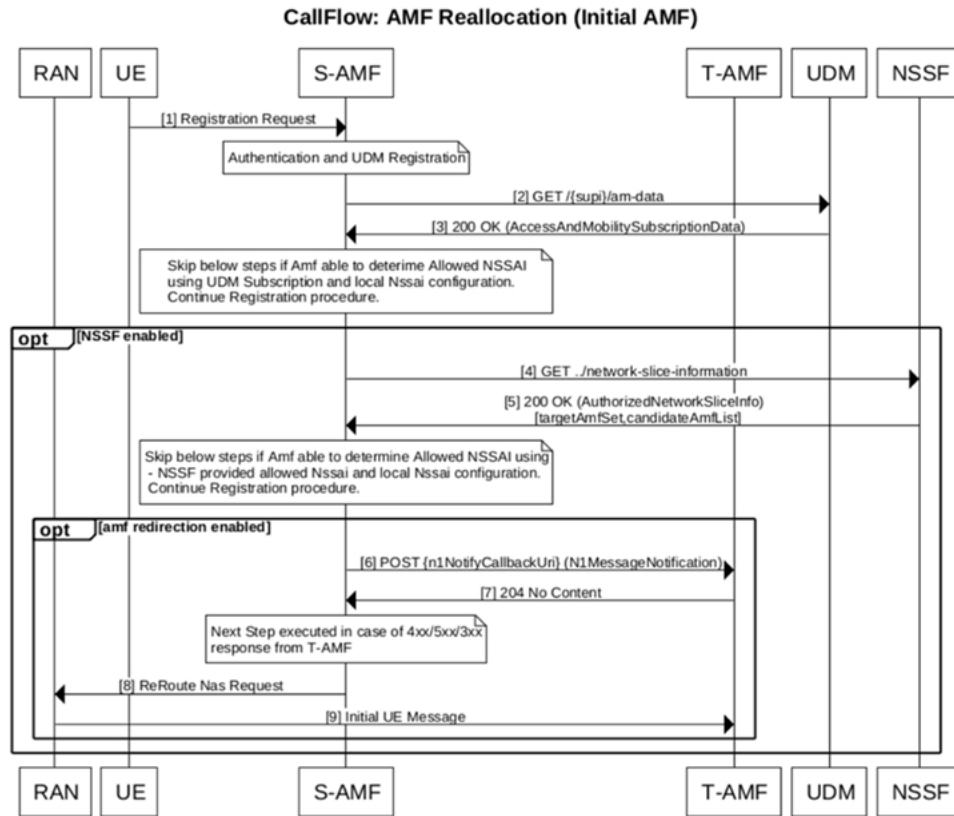 CallFlow: AMF Reallocation (Initial AMF)
RAN UE S-AMF T-AMF UDM NSSF
[1] Registration Request
Authentication and UDM Registration
[2] GET /{supi}/am-data
[3] 200 OK (AccessAndMobilitySubscriptionData)
Skip below steps if Amf able to deterime Allowed NSSAI
using UDM Subscription and local Nssai configuration.
Continue Registration procedure.
opt [NSSF enabled]
[4] GET ../network-slice-information
[5] 200 OK (AuthorizedNetworkSliceInfo)
[targetAmfSet,candidateAmfList]
Skip below steps if Amf able to determine Allowed NSSAI using
- NSSF provided allowed Nssai and local Nssai configuration.
Continue Registration procedure.
opt [amf redirection enabled]
[6] POST {n1NotifyCallbackUri} (N1MessageNotification)
[7] 204 No Content
Next Step executed in case of 4xx/5xx/3xx
response from T-AMF
[8] ReRoute Nas Request
[9] Initial UE Message
RAN UE S-AMF T-AMF UDM NSSF